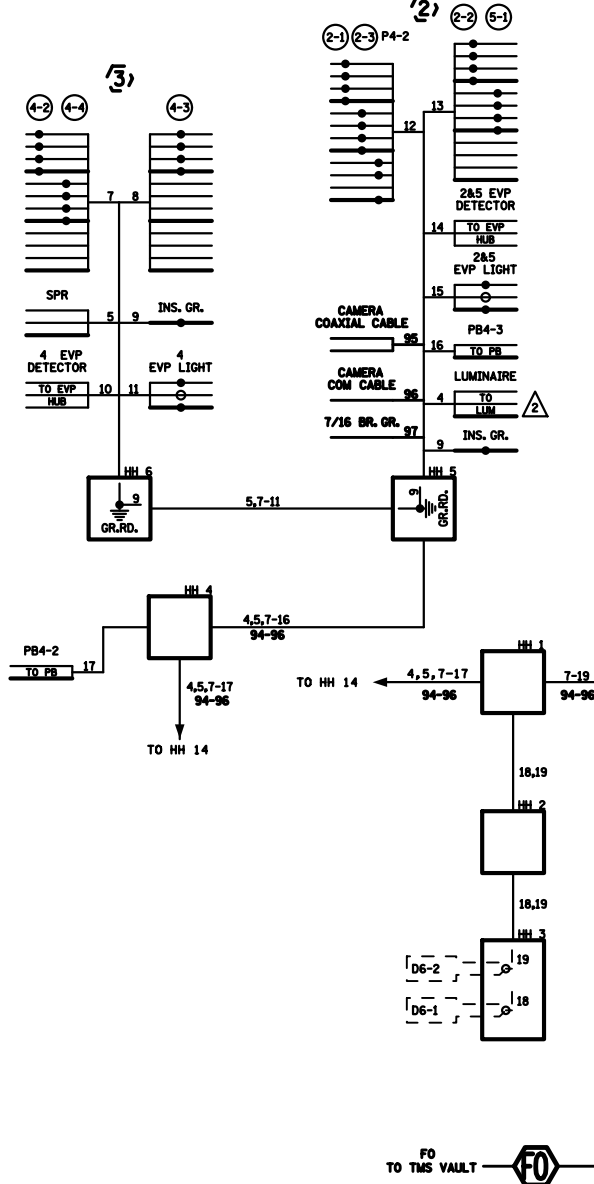 2
2-2 5-1
2-1 2-3 P4-2
3
4-2 4-4 4-3
13
12
7 8
2&5 EVP
DETECTOR
14 TO EVP
HUB
2&5
EVP LIGHT
15
SPR
5 9 INS. GR.
CAMERA
COAXIAL CABLE
95
PB4-3
16 TO PB
4 EVP
DETECTOR
4
EVP LIGHT
TO EVP
HUB
10 11
CAMERA
COM CABLE
96
LUMINAIRE
4 TO
LUM
2
7/16 BR. GR.
97
9 INS. GR.
HH 6
9
GR.RD.
5,7-11
HH 5
9
GR.RD.
HH 4
4,5,7-16
94-96
PB4-2
TO PB 17
4,5,7-17
94-96
TO HH 14
HH 1
TO HH 14
4,5,7-17
94-96
7-19
94-96
18,19
HH 2
18,19
HH 3
D6-2 19
D6-1 18
FO
TO TMS VAULT
FO